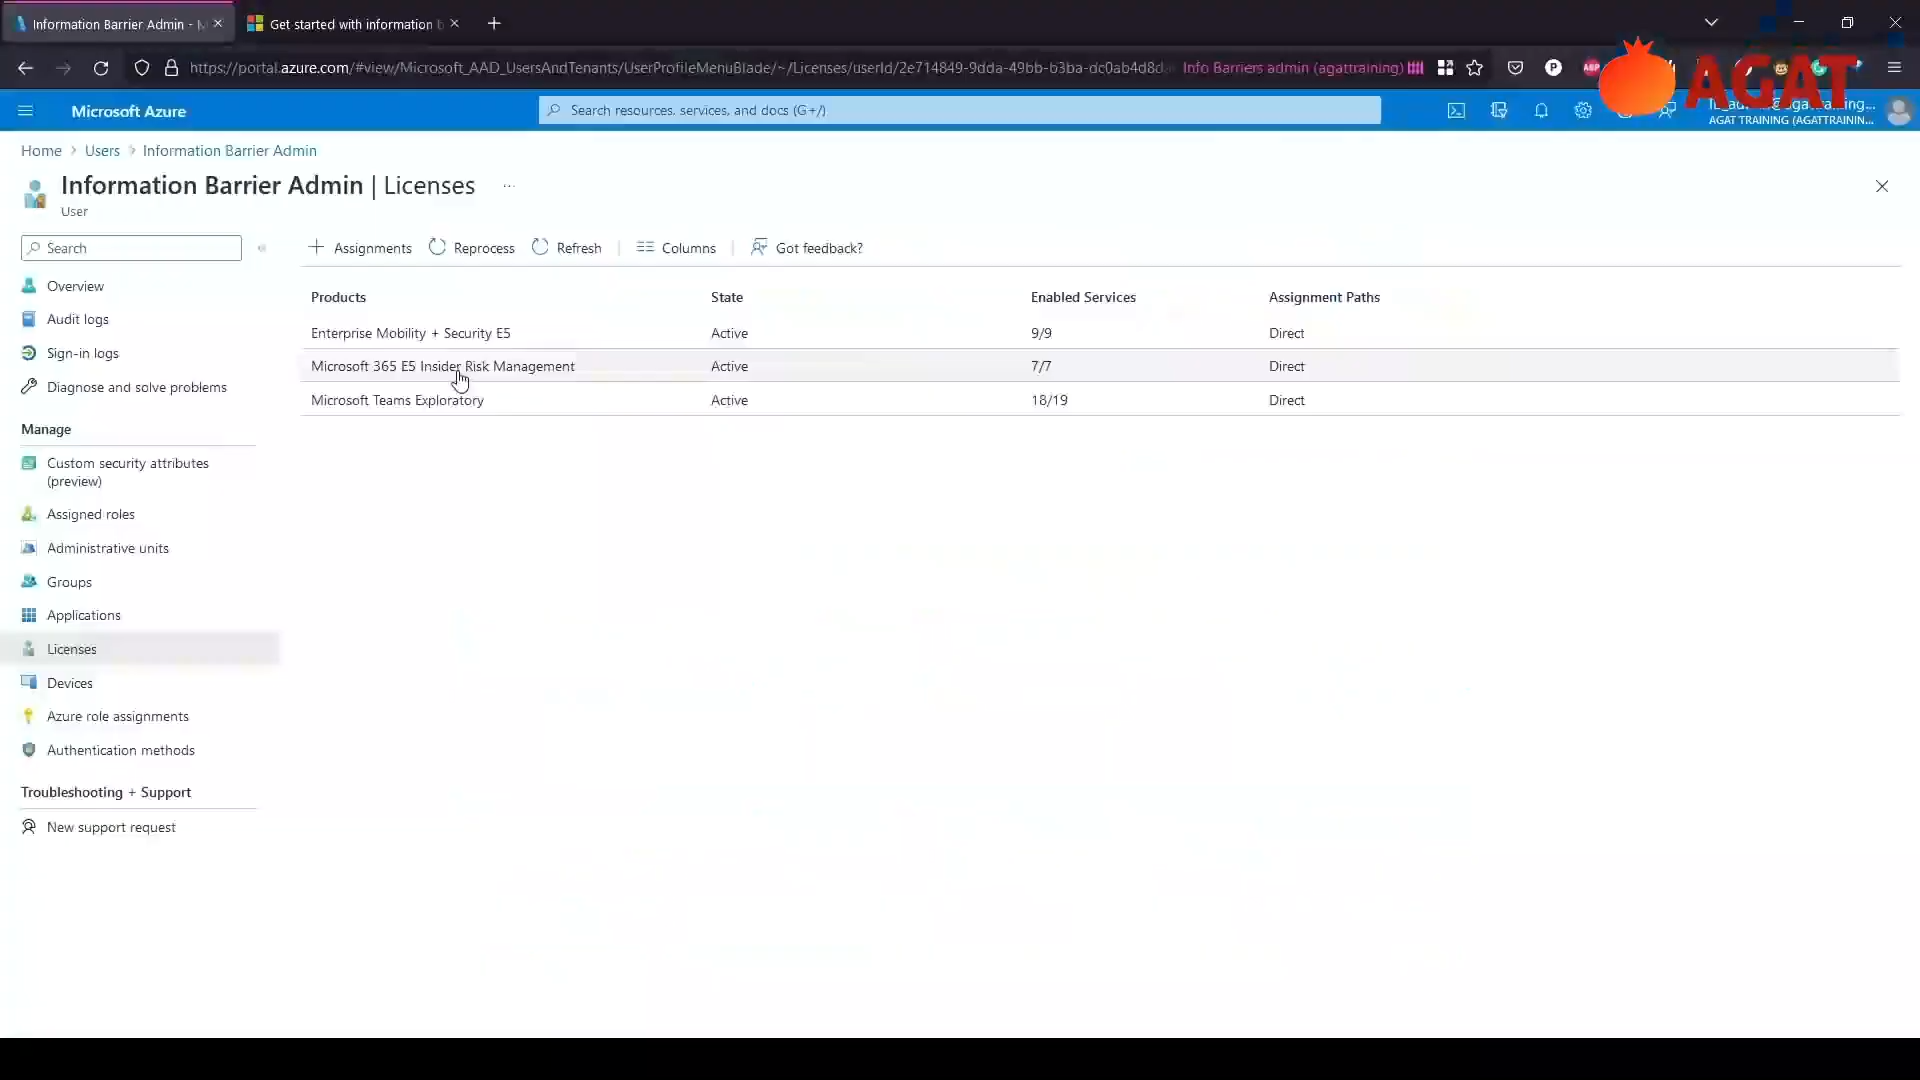 Information Barrier Admin -
Get started with information b
https://portal.azure.com/#view/Microsoft_AAD_UsersAndTenants/UserProfileMenuBlade/~/Licenses/userId/2e714849-9dda-49bb-b3ba-dc0ab4d8d
Info Barriers admin (agattraining)
AGAT
Microsoft Azure
Search resources, services, and docs (G+/)
AGAT TRAINING (AGATTRAININ...
Home > Users > Information Barrier Admin
Information Barrier Admin | Licenses ...
User
Search
Assignments Reprocess Refresh Columns Got feedback?
Overview
Audit logs
Sign-in logs
Diagnose and solve problems
Manage
Custom security attributes
(preview)
Assigned roles
Administrative units
Groups
Applications
Licenses
Devices
Azure role assignments
Authentication methods
Troubleshooting + Support
New support request
Products State Enabled Services Assignment Paths
Enterprise Mobility + Security E5 Active 9/9 Direct
Microsoft 365 E5 Insider Risk Management Active 7/7 Direct
Microsoft Teams Exploratory Active 18/19 Direct